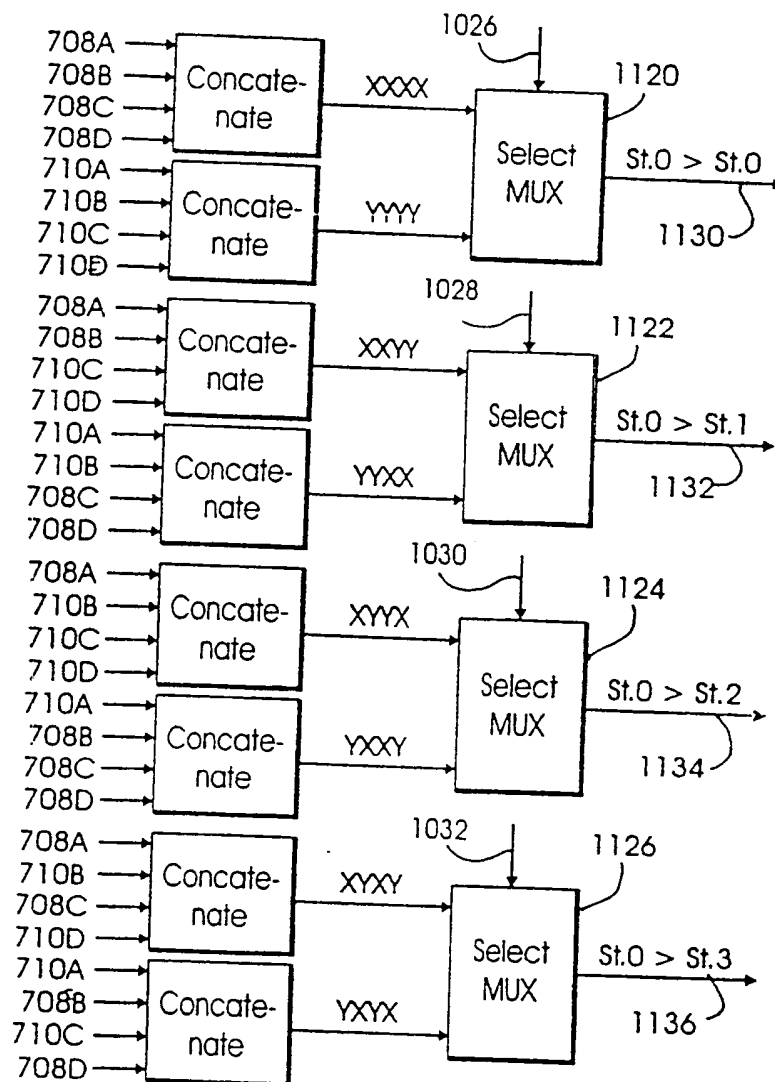 1026
708A
708B
708C
708D
Concate-
nate
XXXX
1120
Select
MUX
St.0 > St.0
1130
710A
710B
710C
710D
Concate-
nate
YYYY
1028
708A
708B
710C
710D
Concate-
nate
XXYY
1122
Select
MUX
St.0 > St.1
1132
710A
710B
708C
708D
Concate-
nate
YYXX
1030
708A
710B
710C
710D
Concate-
nate
XYYX
1124
Select
MUX
St.0 > St.2
1134
710A
708B
708C
708D
Concate-
nate
YXXY
1032
708A
710B
708C
710D
Concate-
nate
XYXY
1126
Select
MUX
St.0 > St.3
1136
710A
708B
710C
708D
Concate-
nate
YXYX